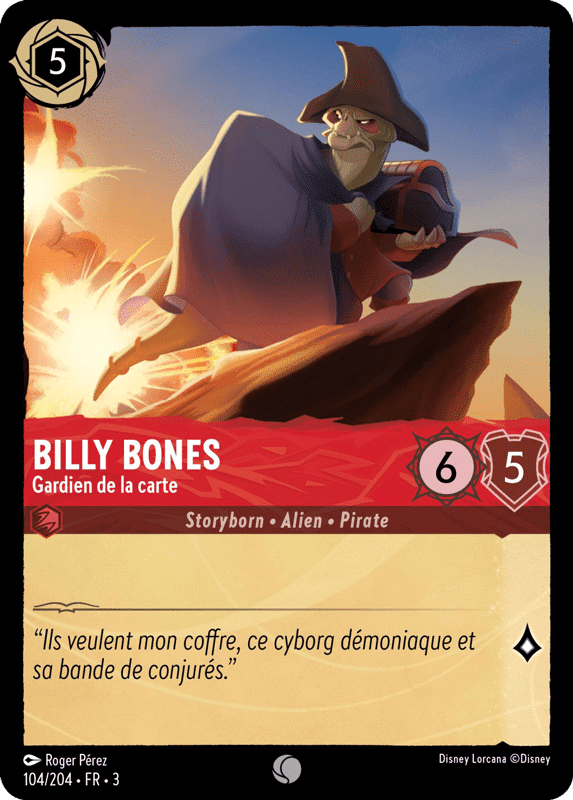 5
BILLY BONES
Gardien de la carte
6
5
Storyborn • Alien • Pirate
“Ils veulent mon coffre, ce cyborg démoniaque et
sa bande de conjurés.”
Roger Pérez
Disney Lorcana ©Disney
104/204 • FR • 3